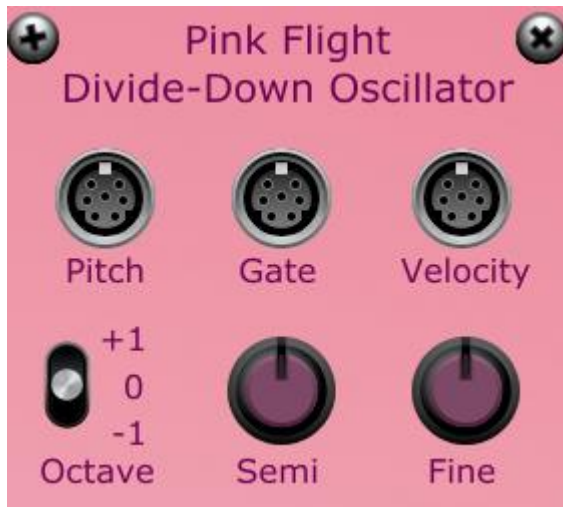 Pink Flight
Divide-Down Oscillator
Pitch Gate Velocity
+1
0
-1
Octave Semi Fine